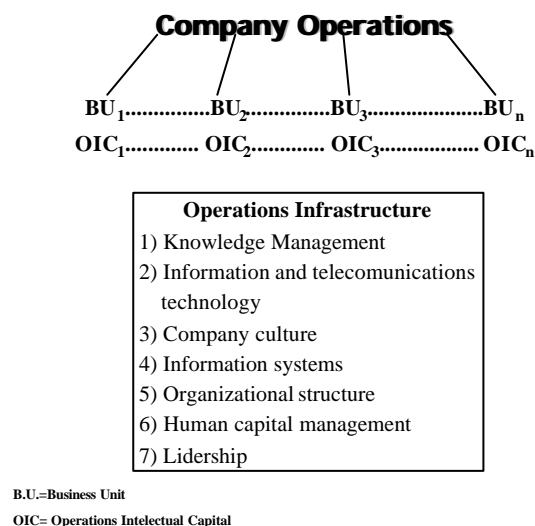 Company Operations
BU1...............BU2...............BU3....................BUn
OIC1............. OIC2............. OIC3.................. OICn
Operations Infrastructure
1) Knowledge Management
2) Information and telecomunications
technology
3) Company culture
4) Information systems
5) Organizational structure
6) Human capital management
7) Lidership
B.U.=Business Unit
OIC= Operations Intelectual Capital